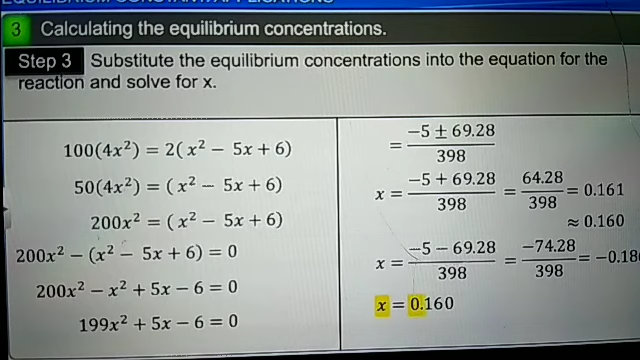 3 Calculating the equilibrium concentrations.
Step 3 Substitute the equilibrium concentrations into the equation for the
reaction and solve for x.
100(4x²) = 2(x² − 5x + 6)
50(4x²) = (x² − 5x + 6)
200x² = (x² − 5x + 6)
200x² − (x² − 5x + 6) = 0
200x² − x² + 5x − 6 = 0
199x² + 5x − 6 = 0
= −5 ± 69.28 / 398
x = −5 + 69.28 / 398 = 64.28 / 398 = 0.161
≈ 0.160
x = −5 − 69.28 / 398 = −74.28 / 398 = −0.18
x = 0.160